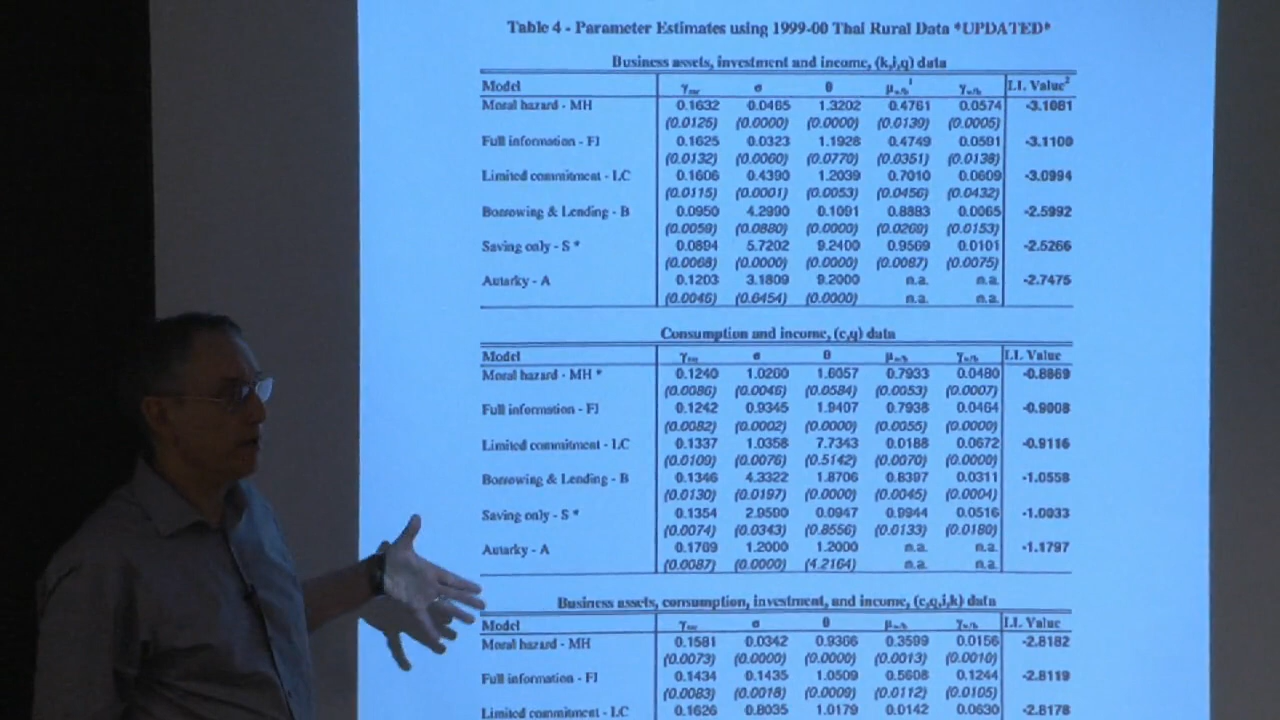 Table 4 - Parameter Estimates using 1999-00 Thai Rural Data *UPDATED*
Business assets, investment and income, (k,i,q) data
Model γme σ θ μw/b¹ γw/b LL Value²
Moral hazard - MH 0.1632 0.0465 1.3202 0.4761 0.0574 -3.1081
(0.0126) (0.0000) (0.0000) (0.0139) (0.0005)
Full information - FI 0.1625 0.0323 1.1928 0.4749 0.0591 -3.1100
(0.0132) (0.0060) (0.0770) (0.0351) (0.0138)
Limited commitment - LC 0.1606 0.4390 1.2039 0.7010 0.0609 -3.0994
(0.0115) (0.0001) (0.0053) (0.0456) (0.0432)
Borrowing & Lending - B 0.0950 4.2990 0.1091 0.8883 0.0065 -2.5992
(0.0059) (0.0880) (0.0000) (0.0269) (0.0153)
Saving only - S * 0.0894 5.7202 9.2400 0.9569 0.0101 -2.5266
(0.0068) (0.0000) (0.0000) (0.0087) (0.0075)
Autarky - A 0.1203 3.1809 9.2000 n.a. n.a. -2.7475
(0.0046) (0.6454) (0.0000) n.a. n.a.
Consumption and income, (c,q) data
Model γme σ θ μw/b γw/b LL Value
Moral hazard - MH * 0.1240 1.0260 1.6057 0.7933 0.0480 -0.8869
(0.0086) (0.0046) (0.0584) (0.0053) (0.0007)
Full information - FI 0.1242 0.9345 1.9407 0.7938 0.0464 -0.9008
(0.0082) (0.0002) (0.0000) (0.0055) (0.0000)
Limited commitment - LC 0.1337 1.0358 7.7343 0.0188 0.0672 -0.9116
(0.0109) (0.0076) (0.5142) (0.0070) (0.0000)
Borrowing & Lending - B 0.1346 4.3322 1.8706 0.8397 0.0311 -1.0558
(0.0130) (0.0197) (0.0000) (0.0045) (0.0004)
Saving only - S * 0.1354 2.9590 0.0947 0.9944 0.0516 -1.0033
(0.0074) (0.0343) (0.8556) (0.0133) (0.0180)
Autarky - A 0.1769 1.2000 1.2000 n.a. n.a. -1.1797
(0.0087) (0.0000) (4.2164) n.a. n.a.
Business assets, consumption, investment, and income, (c,q,i,k) data
Model γme σ θ μw/b γw/b LL Value
Moral hazard - MH 0.1581 0.0342 0.9366 0.3599 0.0156 -2.8182
(0.0073) (0.0000) (0.0000) (0.0013) (0.0010)
Full information - FI 0.1434 0.1435 1.0509 0.5608 0.1244 -2.8119
(0.0083) (0.0018) (0.0009) (0.0112) (0.0105)
Limited commitment - LC 0.1626 0.8035 1.0179 0.0142 0.0630 -2.8178